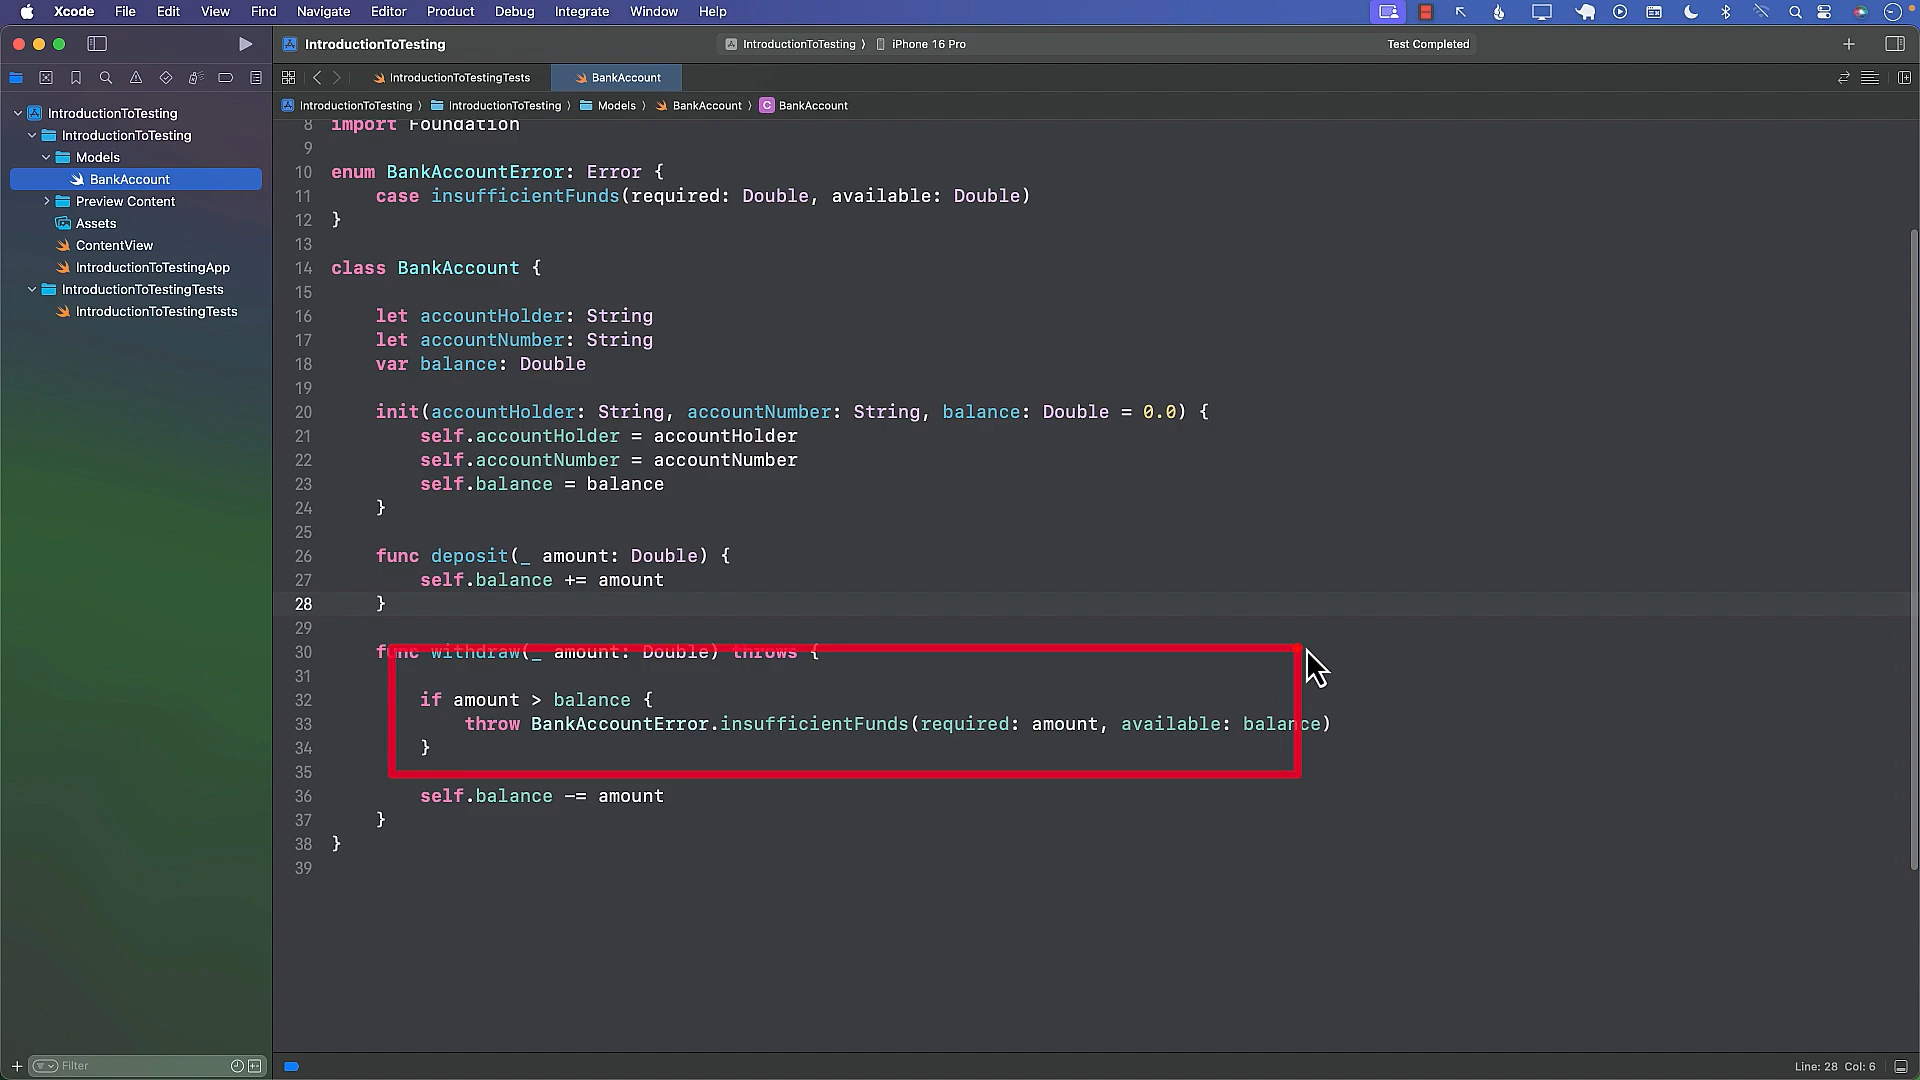 Xcode File Edit View Find Navigate Editor Product Debug Integrate Window Help
IntroductionToTesting
IntroductionToTesting ⟩ iPhone 16 Pro
Test Completed
IntroductionToTestingTests
BankAccount
IntroductionToTesting ⟩ IntroductionToTesting ⟩ Models ⟩ BankAccount ⟩ C BankAccount
IntroductionToTesting
IntroductionToTesting
Models
BankAccount
Preview Content
Assets
ContentView
IntroductionToTestingApp
IntroductionToTestingTests
IntroductionToTestingTests
Filter
8 import Foundation
9
10 enum BankAccountError: Error {
11 case insufficientFunds(required: Double, available: Double)
12 }
13
14 class BankAccount {
15
16 let accountHolder: String
17 let accountNumber: String
18 var balance: Double
19
20 init(accountHolder: String, accountNumber: String, balance: Double = 0.0) {
21 self.accountHolder = accountHolder
22 self.accountNumber = accountNumber
23 self.balance = balance
24 }
25
26 func deposit(_ amount: Double) {
27 self.balance += amount
28 }
29
30 func withdraw(_ amount: Double) throws {
31
32 if amount > balance {
33 throw BankAccountError.insufficientFunds(required: amount, available: balance)
34 }
35
36 self.balance -= amount
37 }
38 }
39
Line: 28 Col: 6